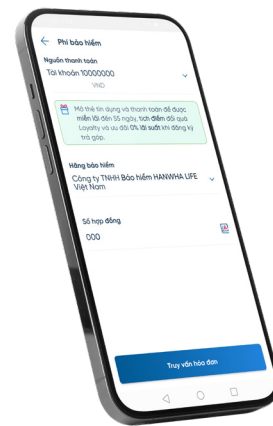 Phí bảo hiểm
Nguồn thanh toán
Tài khoản 10000000
VND
Mở thẻ tín dụng và thanh toán để được
miễn lãi đến 55 ngày, tích điểm đổi quà
Loyalty và ưu đãi 0% lãi suất khi đăng ký
trả góp.
Hãng bảo hiểm
Công ty TNHH Bảo hiểm HANWHA LIFE
Việt Nam
Số hợp đồng
000
Truy vấn hóa đơn